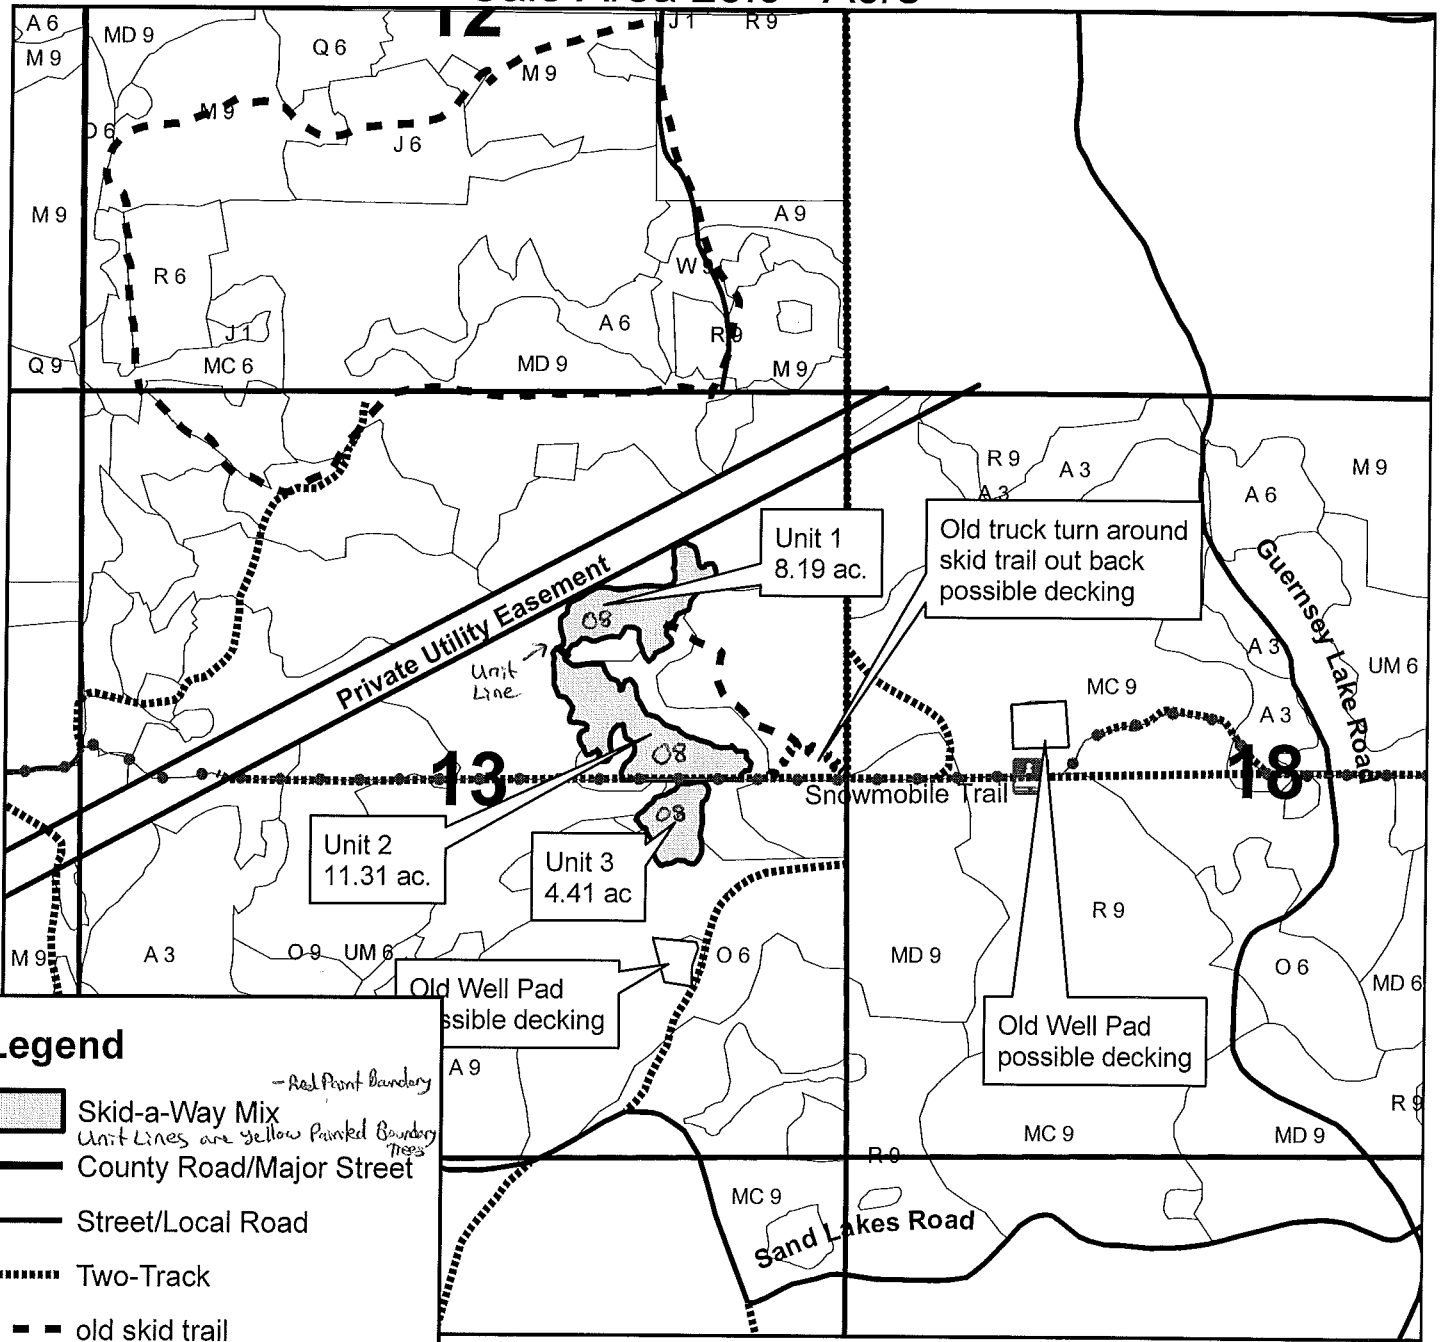 12
A 6
MD 9
Q 6
J 1
R 9
M 9
M 9
M 9
O 6
J 6
M 9
A 9
R 6
W 9
J 1
A 6
R 9
Q 9
MC 6
MD 9
M 9
R 9
A 3
M 9
A 3
A 6
Unit 1
8.19 ac.
Old truck turn around
skid trail out back
possible decking
Guernsey Lake Road
Private Utility Easement
O8
Unit
Line
A 3
UM 6
MC 9
A 3
O8
13
18
Snowmobile Trail
O8
Unit 2
11.31 ac.
Unit 3
4.41 ac
R 9
M 9
A 3
O 9
UM 6
O 6
MD 9
O 6
MD 6
Old Well Pad
ssible decking
Old Well Pad
possible decking
A 9
R 9
MC 9
MD 9
R 9
MC 9
Sand Lakes Road
Legend
- Red Paint Boundary
Skid-a-Way Mix
Unit Lines are yellow Painted Boundary
Trees
County Road/Major Street
Street/Local Road
Two-Track
old skid trail